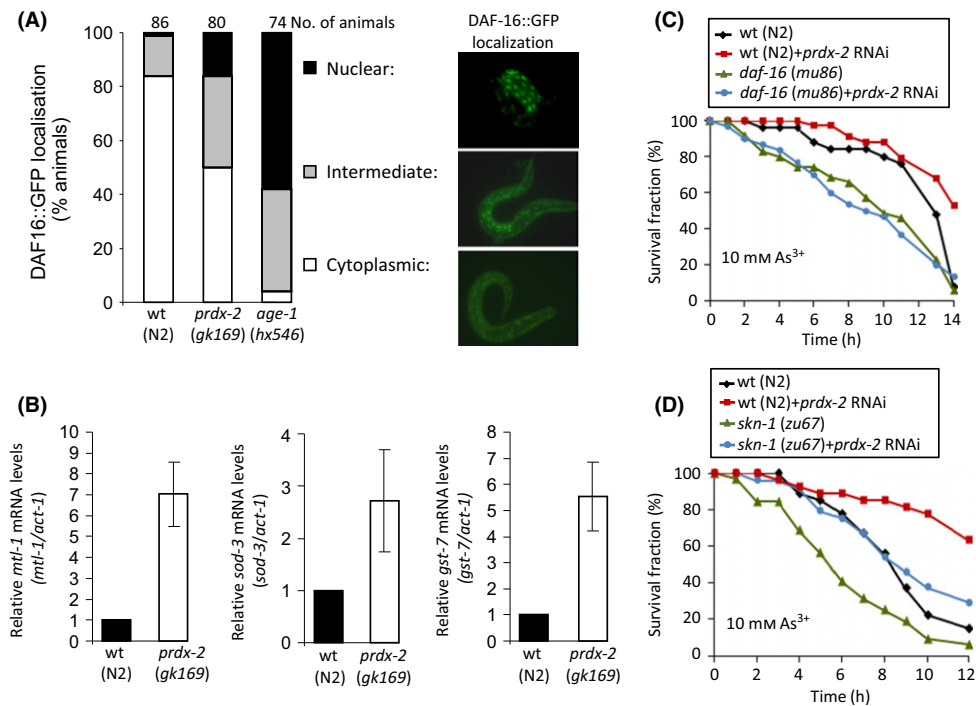 (A)
86 80 74 No. of animals
DAF-16::GFP
localization
DAF16::GFP localisation
(% animals)
100
80
60
40
20
0
Nuclear:
Intermediate:
Cytoplasmic:
wt
(N2)
prdx-2
(gk169)
age-1
(hx546)
(B)
Relative mtl-1 mRNA levels
(mtl-1/act-1)
10
9
8
7
6
5
4
3
2
1
0
wt
(N2)
prdx-2
(gk169)
Relative sod-3 mRNA levels
(sod-3/act-1)
4
3
2
1
0
wt
(N2)
prdx-2
(gk169)
Relative gst-7 mRNA levels
(gst-7/act-1)
8
7
6
5
4
3
2
1
0
wt
(N2)
prdx-2
(gk169)
(C)
wt (N2)
wt (N2)+prdx-2 RNAi
daf-16 (mu86)
daf-16 (mu86)+prdx-2 RNAi
Survival fraction (%)
100
80
60
40
20
0
10 mM As3+
0 2 4 6 8 10 12 14
Time (h)
(D)
wt (N2)
wt (N2)+prdx-2 RNAi
skn-1 (zu67)
skn-1 (zu67)+prdx-2 RNAi
Survival fraction (%)
100
80
60
40
20
0
10 mM As3+
0 2 4 6 8 10 12
Time (h)